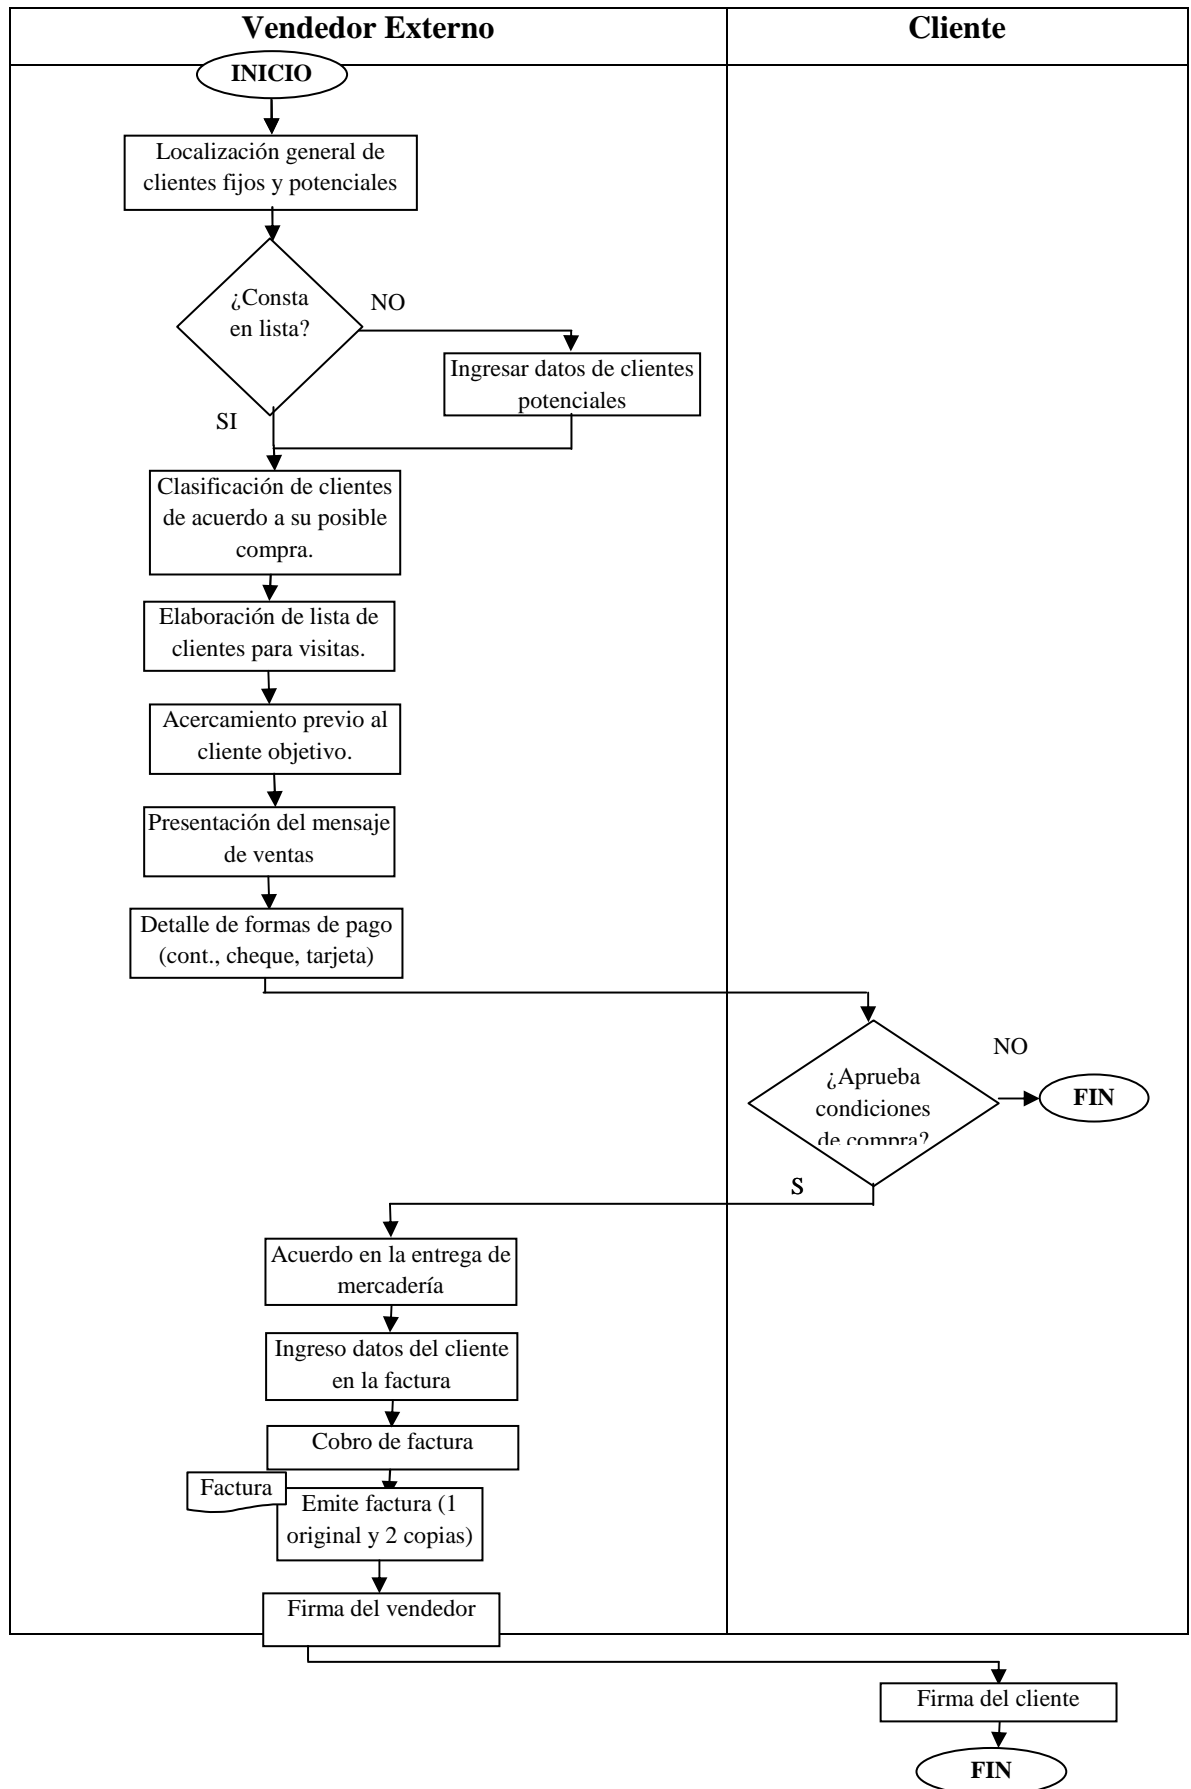 Vendedor Externo
Cliente
INICIO
Localización general de
clientes fijos y potenciales
¿Consta
en lista?
NO
Ingresar datos de clientes
potenciales
SI
Clasificación de clientes
de acuerdo a su posible
compra.
Elaboración de lista de
clientes para visitas.
Acercamiento previo al
cliente objetivo.
Presentación del mensaje
de ventas
Detalle de formas de pago
(cont., cheque, tarjeta)
¿Aprueba
condiciones
de compra?
NO
FIN
S
Acuerdo en la entrega de
mercadería
Ingreso datos del cliente
en la factura
Cobro de factura
Factura
Emite factura (1
original y 2 copias)
Firma del vendedor
Firma del cliente
FIN